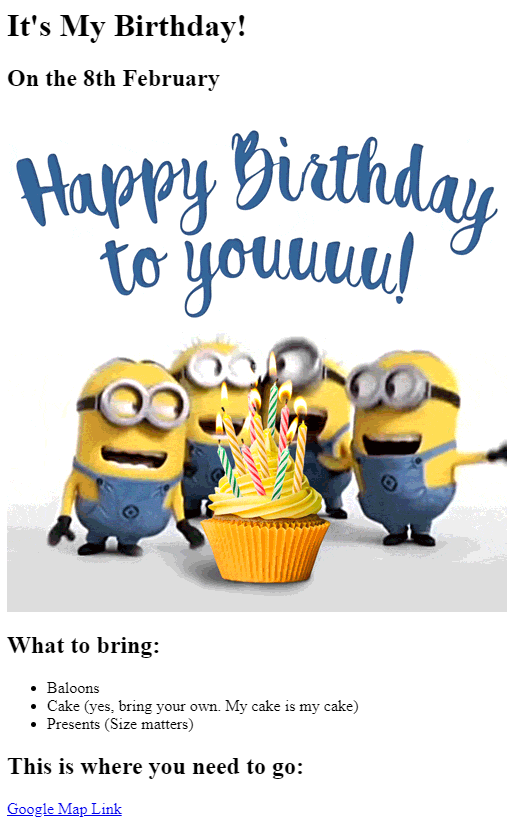 It's My Birthday!
On the 8th February
Happy Birthday
to youuuu!
What to bring:
Baloons
Cake (yes, bring your own. My cake is my cake)
Presents (Size matters)
This is where you need to go:
Google Map Link